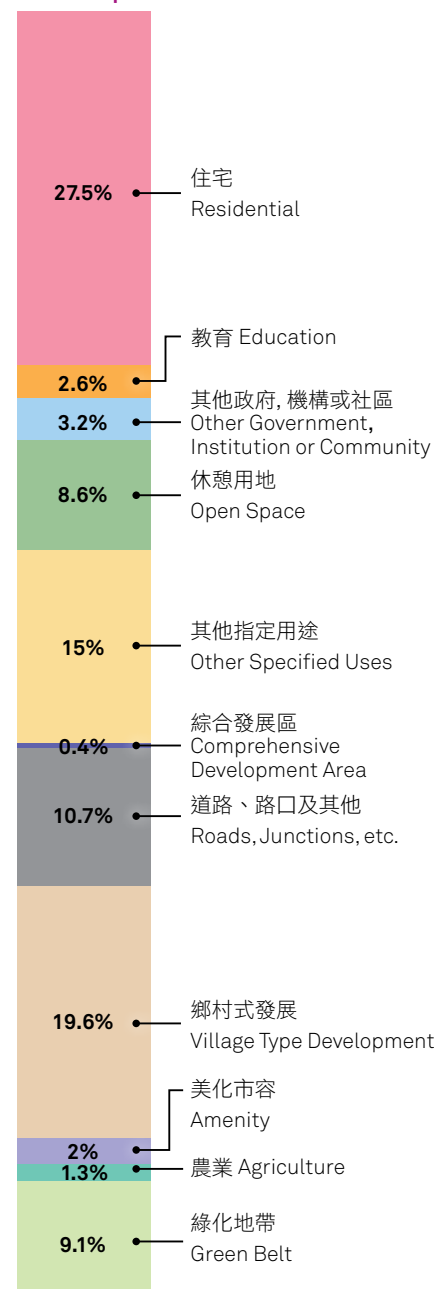 27.5%
住宅
Residential
教育 Education
2.6%
其他政府, 機構或社區
3.2%
Other Government,
Institution or Community
休憩用地
8.6%
Open Space
其他指定用途
15%
Other Specified Uses
綜合發展區
0.4%
Comprehensive
Development Area
道路、路口及其他
10.7%
Roads, Junctions, etc.
鄉村式發展
19.6%
Village Type Development
美化市容
Amenity
2%
農業 Agriculture
1.3%
綠化地帶
9.1%
Green Belt